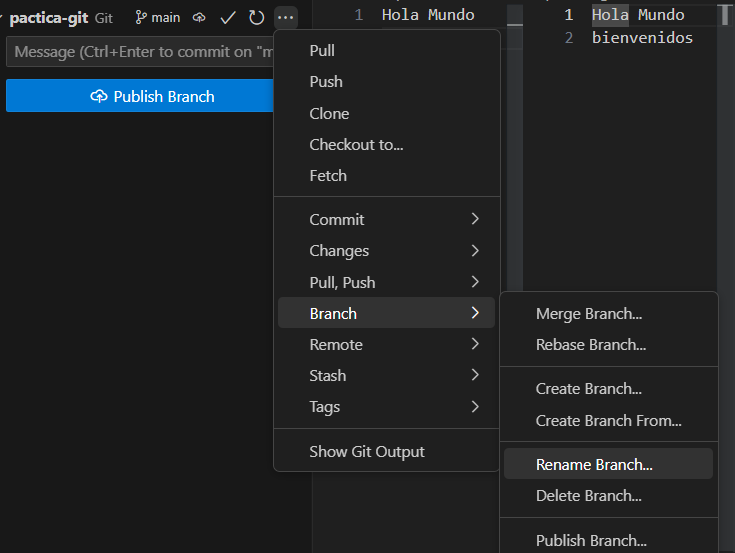 pactica-git Git main
Message (Ctrl+Enter to commit on "m
Publish Branch
1 Hola Mundo
1 Hola Mundo
2 bienvenidos
Pull
Push
Clone
Checkout to...
Fetch
Commit
Changes
Pull, Push
Branch
Remote
Stash
Tags
Show Git Output
Merge Branch...
Rebase Branch...
Create Branch...
Create Branch From...
Rename Branch...
Delete Branch...
Publish Branch...